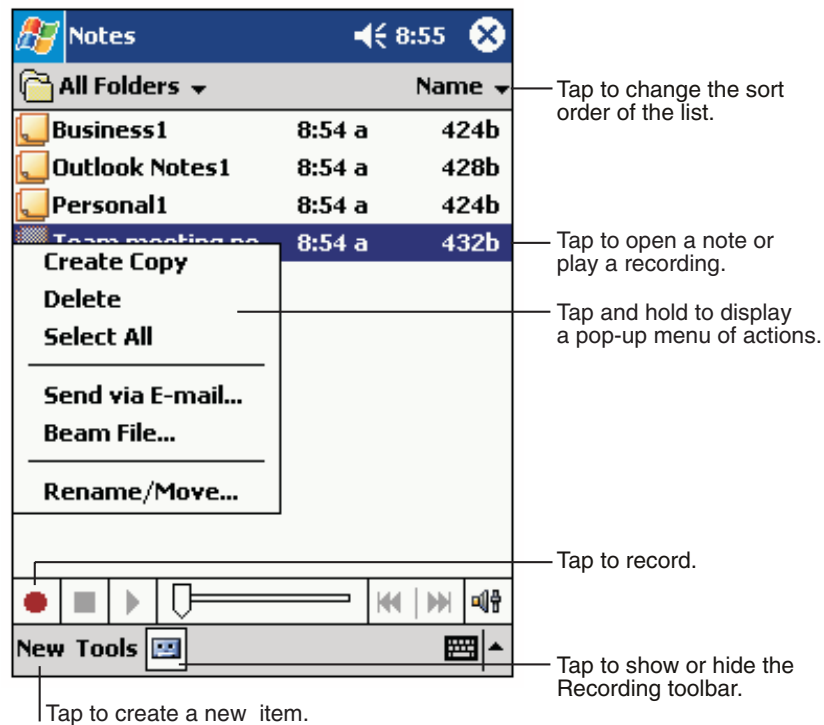 Notes 8:55
All Folders Name
Tap to change the sort
order of the list.
Business1 8:54 a 424b
Outlook Notes1 8:54 a 428b
Personal1 8:54 a 424b
Team meeting no 8:54 a 432b
Tap to open a note or
play a recording.
Create Copy
Delete
Select All
Tap and hold to display
a pop-up menu of actions.
Send via E-mail...
Beam File...
Rename/Move...
Tap to record.
New Tools
Tap to show or hide the
Recording toolbar.
Tap to create a new item.